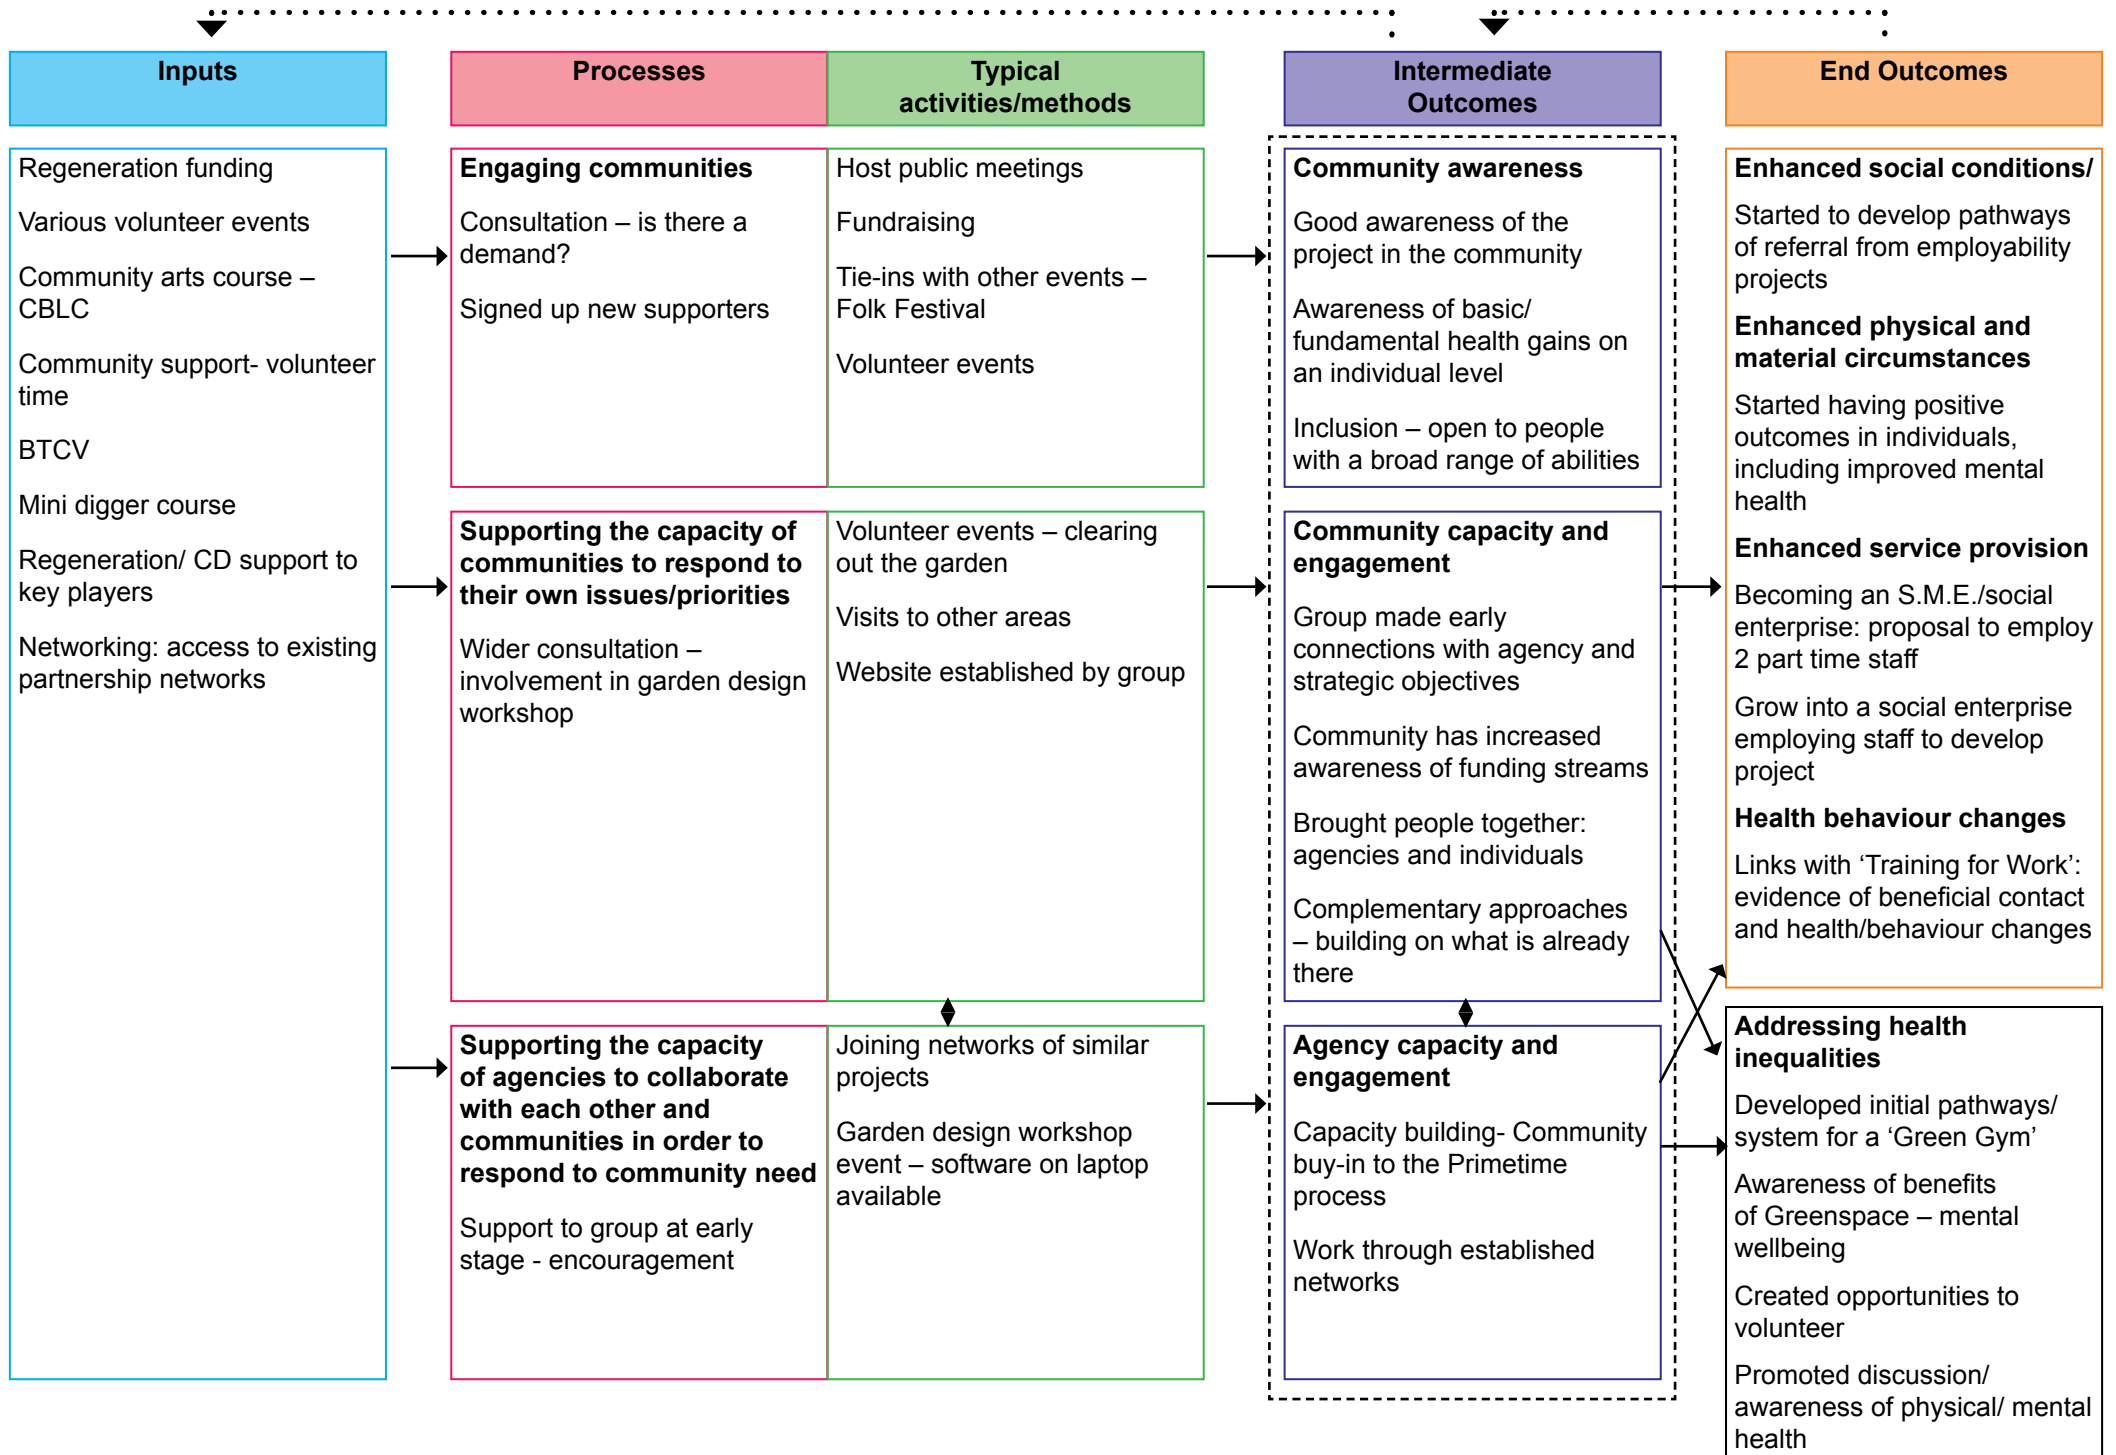 Inputs
Processes
Typical
activities/methods
Intermediate
Outcomes
End Outcomes
Regeneration funding
Various volunteer events
Community arts course –
CBLC
Community support- volunteer
time
BTCV
Mini digger course
Regeneration/ CD support to
key players
Networking: access to existing
partnership networks
Engaging communities
Consultation – is there a
demand?
Signed up new supporters
Host public meetings
Fundraising
Tie-ins with other events –
Folk Festival
Volunteer events
Community awareness
Good awareness of the
project in the community
Awareness of basic/
fundamental health gains on
an individual level
Inclusion – open to people
with a broad range of abilities
Supporting the capacity of
communities to respond to
their own issues/priorities
Wider consultation –
involvement in garden design
workshop
Volunteer events – clearing
out the garden
Visits to other areas
Website established by group
Community capacity and
engagement
Group made early
connections with agency and
strategic objectives
Community has increased
awareness of funding streams
Brought people together:
agencies and individuals
Complementary approaches
– building on what is already
there
Supporting the capacity
of agencies to collaborate
with each other and
communities in order to
respond to community need
Support to group at early
stage - encouragement
Joining networks of similar
projects
Garden design workshop
event – software on laptop
available
Agency capacity and
engagement
Capacity building- Community
buy-in to the Primetime
process
Work through established
networks
Enhanced social conditions/
Started to develop pathways
of referral from employability
projects
Enhanced physical and
material circumstances
Started having positive
outcomes in individuals,
including improved mental
health
Enhanced service provision
Becoming an S.M.E./social
enterprise: proposal to employ
2 part time staff
Grow into a social enterprise
employing staff to develop
project
Health behaviour changes
Links with ‘Training for Work’:
evidence of beneficial contact
and health/behaviour changes
Addressing health
inequalities
Developed initial pathways/
system for a ‘Green Gym’
Awareness of benefits
of Greenspace – mental
wellbeing
Created opportunities to
volunteer
Promoted discussion/
awareness of physical/ mental
health